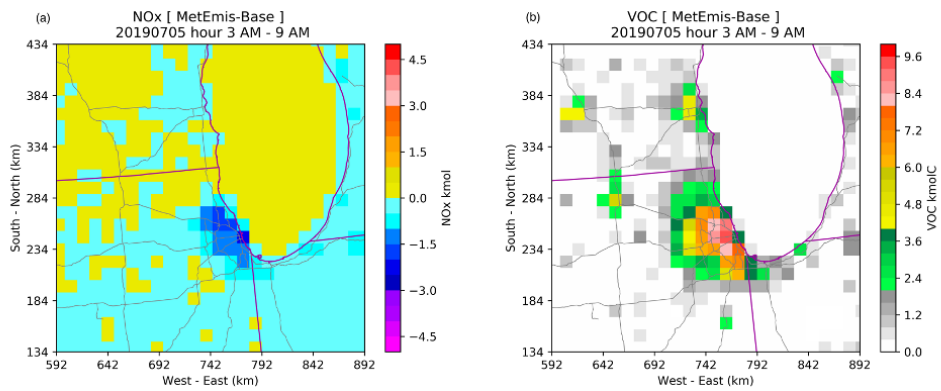 (a)
NOx [ MetEmis-Base ]
20190705 hour 3 AM - 9 AM
434
384
334
284
234
184
134
South - North (km)
592 642 692 742 792 842 892
West - East (km)
4.5
3.0
1.5
0.0
-1.5
-3.0
-4.5
NOx kmol
(b)
VOC [ MetEmis-Base ]
20190705 hour 3 AM - 9 AM
434
384
334
284
234
184
134
South - North (km)
592 642 692 742 792 842 892
West - East (km)
9.6
8.4
7.2
6.0
4.8
3.6
2.4
1.2
0.0
VOC kmolC